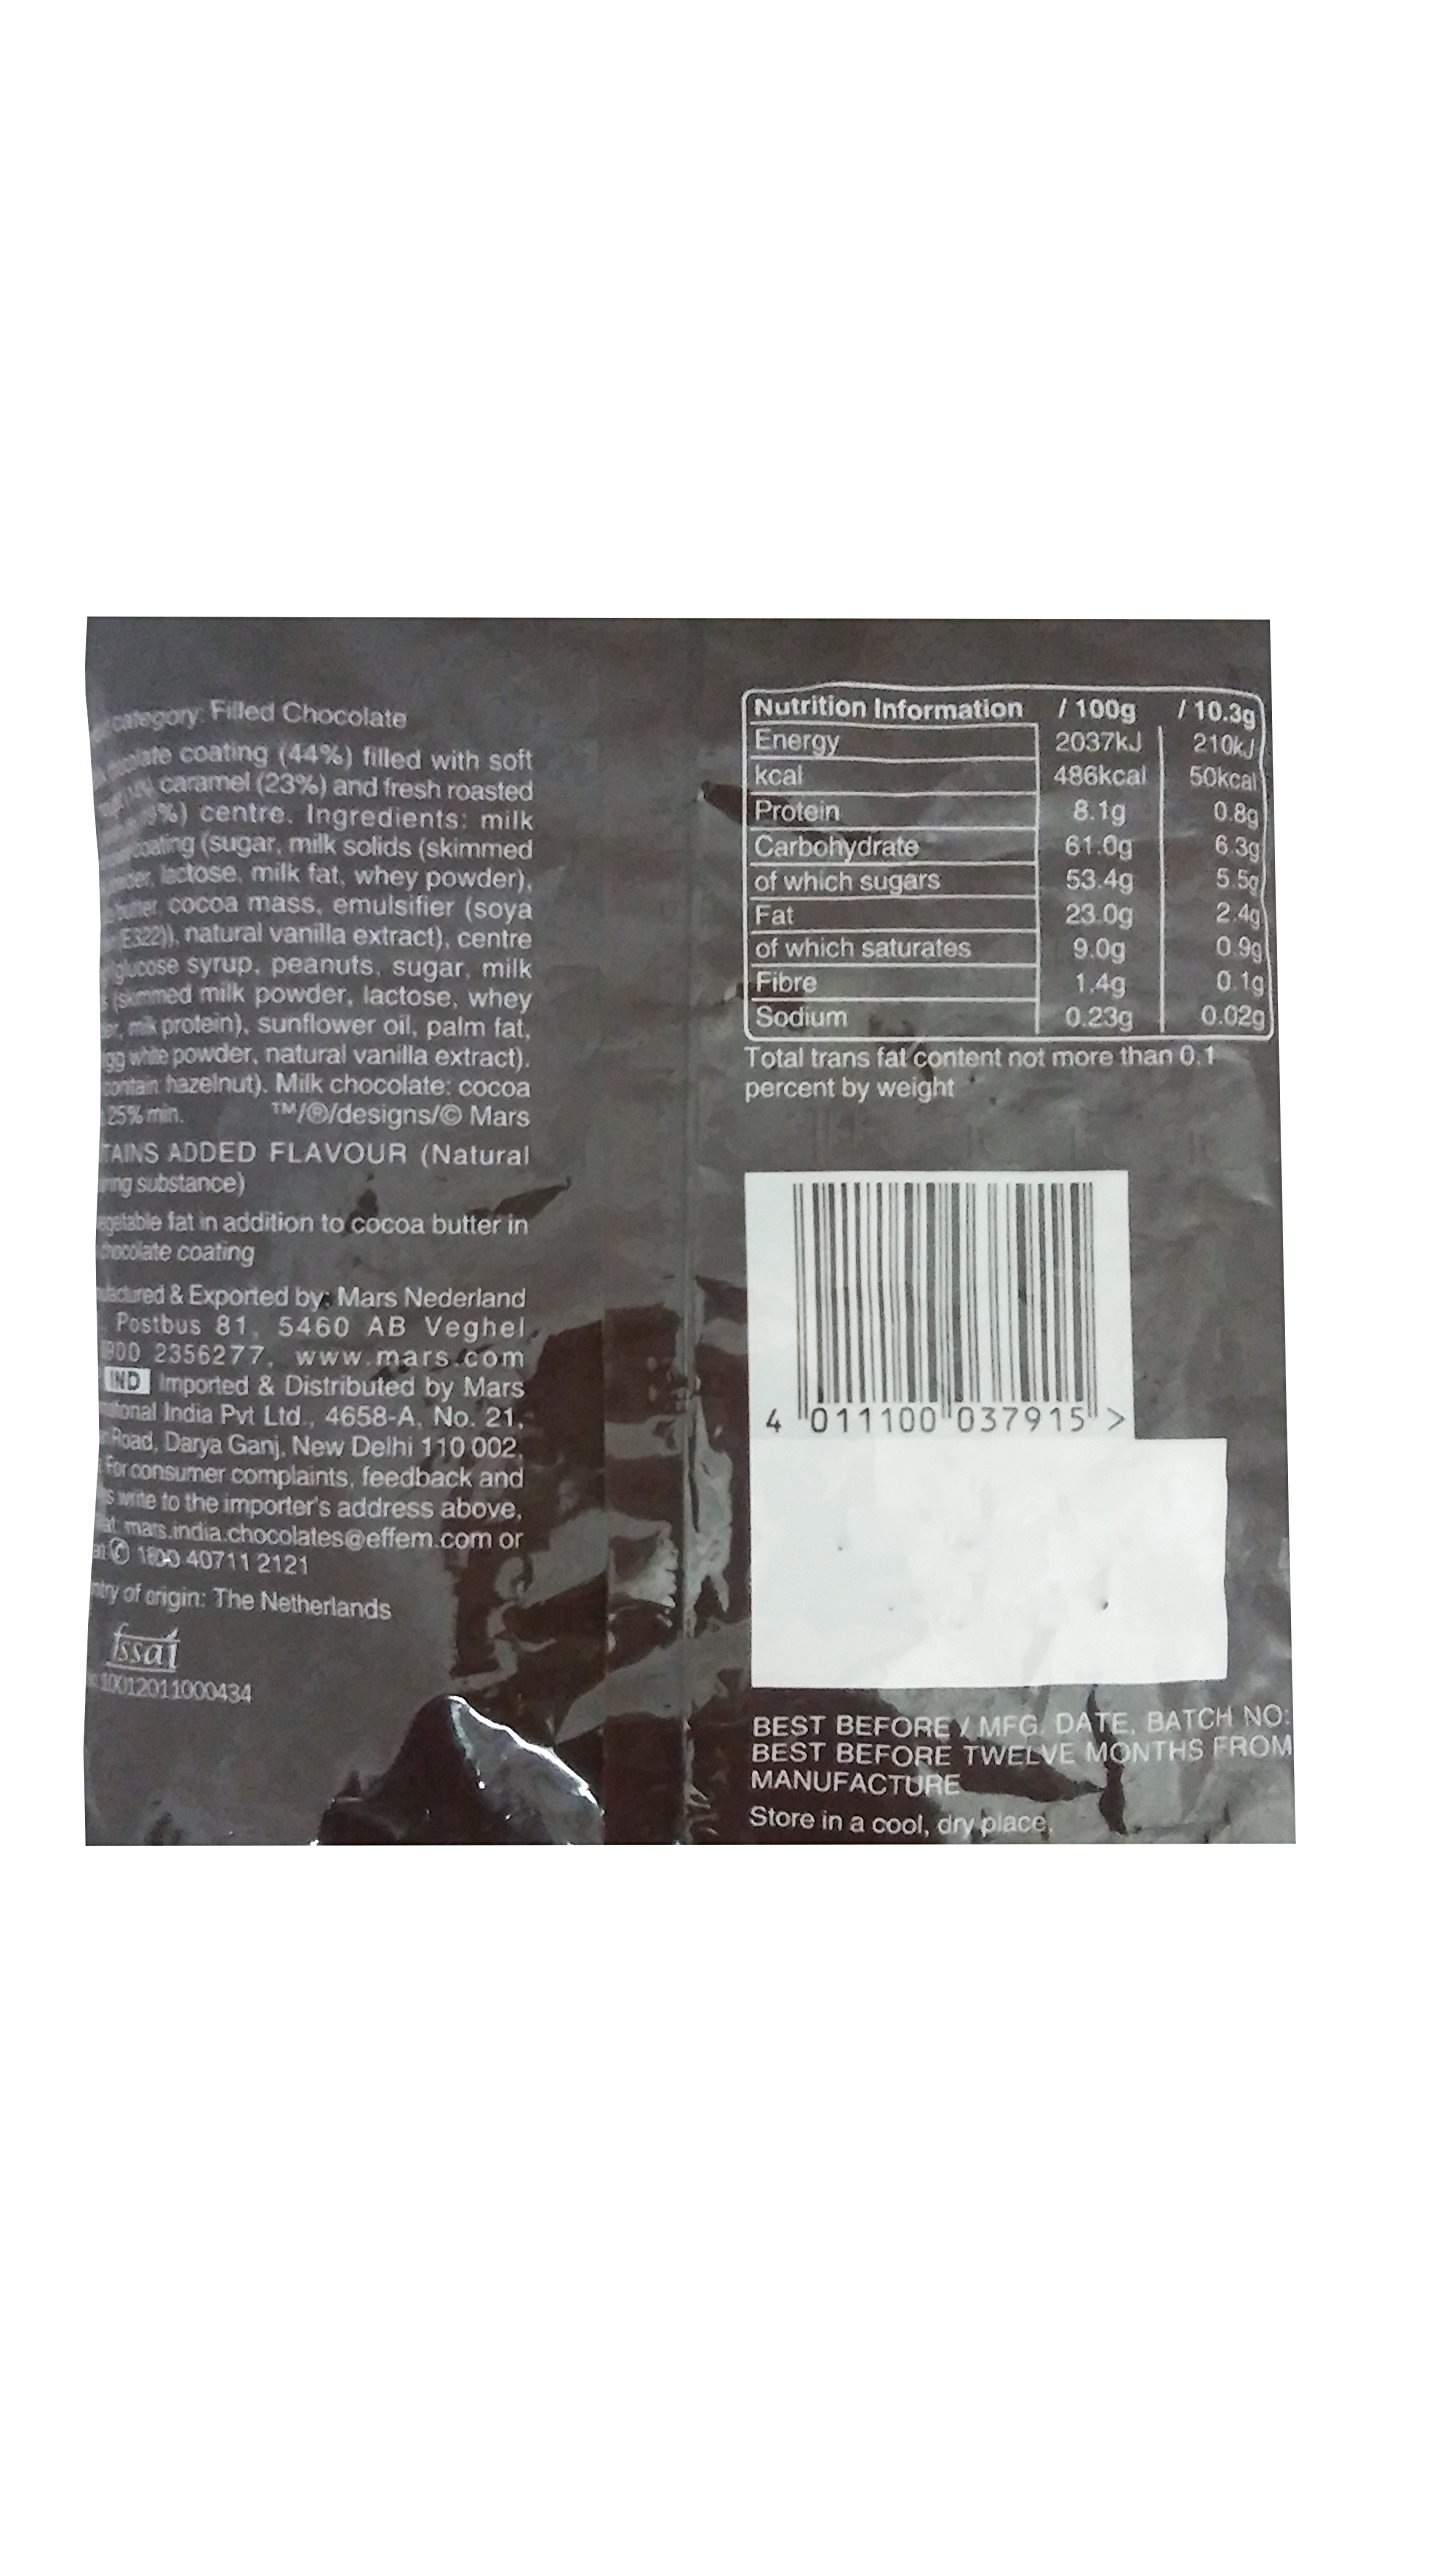 category: Filled Chocolate
coating (44%) filled with soft
caramel (23%) and fresh roasted
%) centre. Ingredients: milk
coating (sugar, milk solids (skimmed
lactose, milk fat, whey powder),
cocoa mass, emulsifier (soya
E322)), natural vanilla extract), centre
glucose syrup, peanuts, sugar, milk
(skimmed milk powder, lactose, whey
milk protein), sunflower oil, palm fat,
white powder, natural vanilla extract).
contain hazelnut). Milk chocolate: cocoa
25% min. ™/®/designs/© Mars
TAINS ADDED FLAVOUR (Natural
substance)
fat in addition to cocoa butter in
chocolate coating
& Exported by: Mars Nederland
Postbus 81, 5460 AB Veghel
2356277, www.mars.com
IND Imported & Distributed by Mars
India Pvt Ltd., 4658-A, No. 21,
Road, Darya Ganj, New Delhi 110 002,
For consumer complaints, feedback and
write to the importer's address above,
at: mars.india.chocolates@effem.com or
at ✆ 1800 40711 2121
of origin: The Netherlands
fssai
10012011000434
Nutrition Information / 100g / 10.3g
Energy 2037kJ 210kJ
kcal 486kcal 50kcal
Protein 8.1g 0.8g
Carbohydrate 61.0g 6.3g
of which sugars 53.4g 5.5g
Fat 23.0g 2.4g
of which saturates 9.0g 0.9g
Fibre 1.4g 0.1g
Sodium 0.23g 0.02g
Total trans fat content not more than 0.1
percent by weight
4 011100 037915 >
BEST BEFORE / MFG. DATE, BATCH NO:
BEST BEFORE TWELVE MONTHS FROM
MANUFACTURE
Store in a cool, dry place.